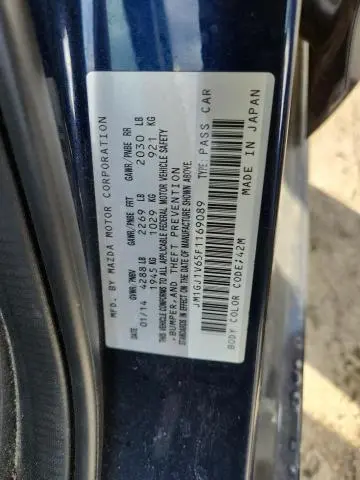 MFD. BY MAZDA MOTOR CORPORATION
DATE GVWR/PNBV GAWR/PNBE FRT GAWR/PNBE RR
01/14 4288 LB 2269 LB 2030 LB
1945 KG 1029 KG 921 KG
THIS VEHICLE CONFORMS TO ALL APPLICABLE FEDERAL MOTOR VEHICLE SAFETY
・BUMPER,AND THEFT PREVENTION
STANDARDS IN EFFECT ON THE DATE OF MANUFACTURE SHOWN ABOVE.
JM1GJ1V65F1169089 TYPE:PASS CAR
BODY COLOR CODE:42M MADE IN JAPAN